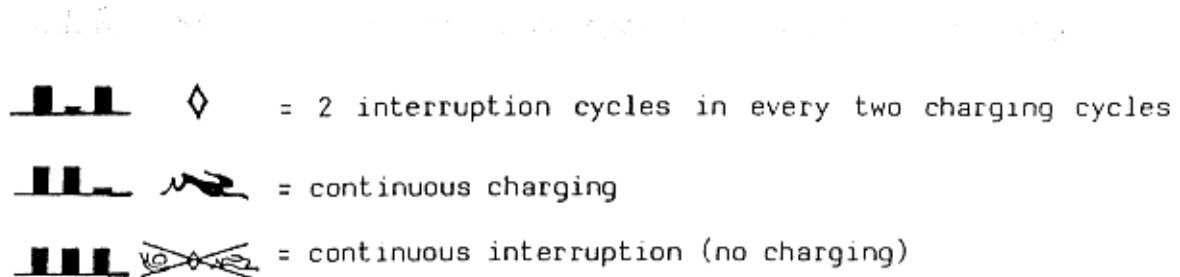 = 2 interruption cycles in every two charging cycles
= continuous charging
= continuous interruption (no charging)